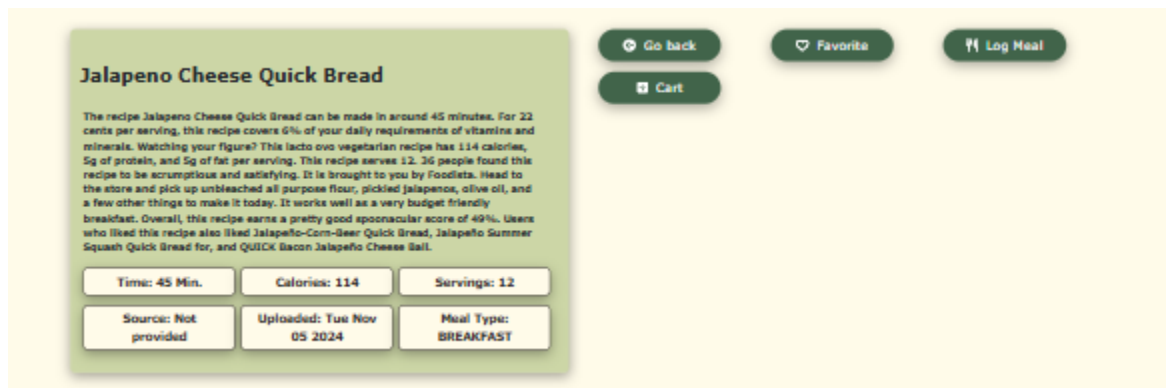 Jalapeno Cheese Quick Bread
The recipe Jalapeno Cheese Quick Bread can be made in around 45 minutes. For 22
cents per serving, this recipe covers 6% of your daily requirements of vitamins and
minerals. Watching your figure? This lacto ovo vegetarian recipe has 114 calories,
5g of protein, and 5g of fat per serving. This recipe serves 12. 36 people found this
recipe to be scrumptious and satisfying. It is brought to you by Foodista. Head to
the store and pick up unbleached all purpose flour, pickled jalapenos, olive oil, and
a few other things to make it today. It works well as a very budget friendly
breakfast. Overall, this recipe earns a pretty good spoonacular score of 49%. Users
who liked this recipe also liked Jalapeño-Corn-Beer Quick Bread, Jalapeño Summer
Squash Quick Bread for, and QUICK Bacon Jalapeño Cheese Ball.
Time: 45 Min.
Calories: 114
Servings: 12
Source: Not
provided
Uploaded: Tue Nov
05 2024
Meal Type:
BREAKFAST
Go back
Favorite
Log Meal
Cart